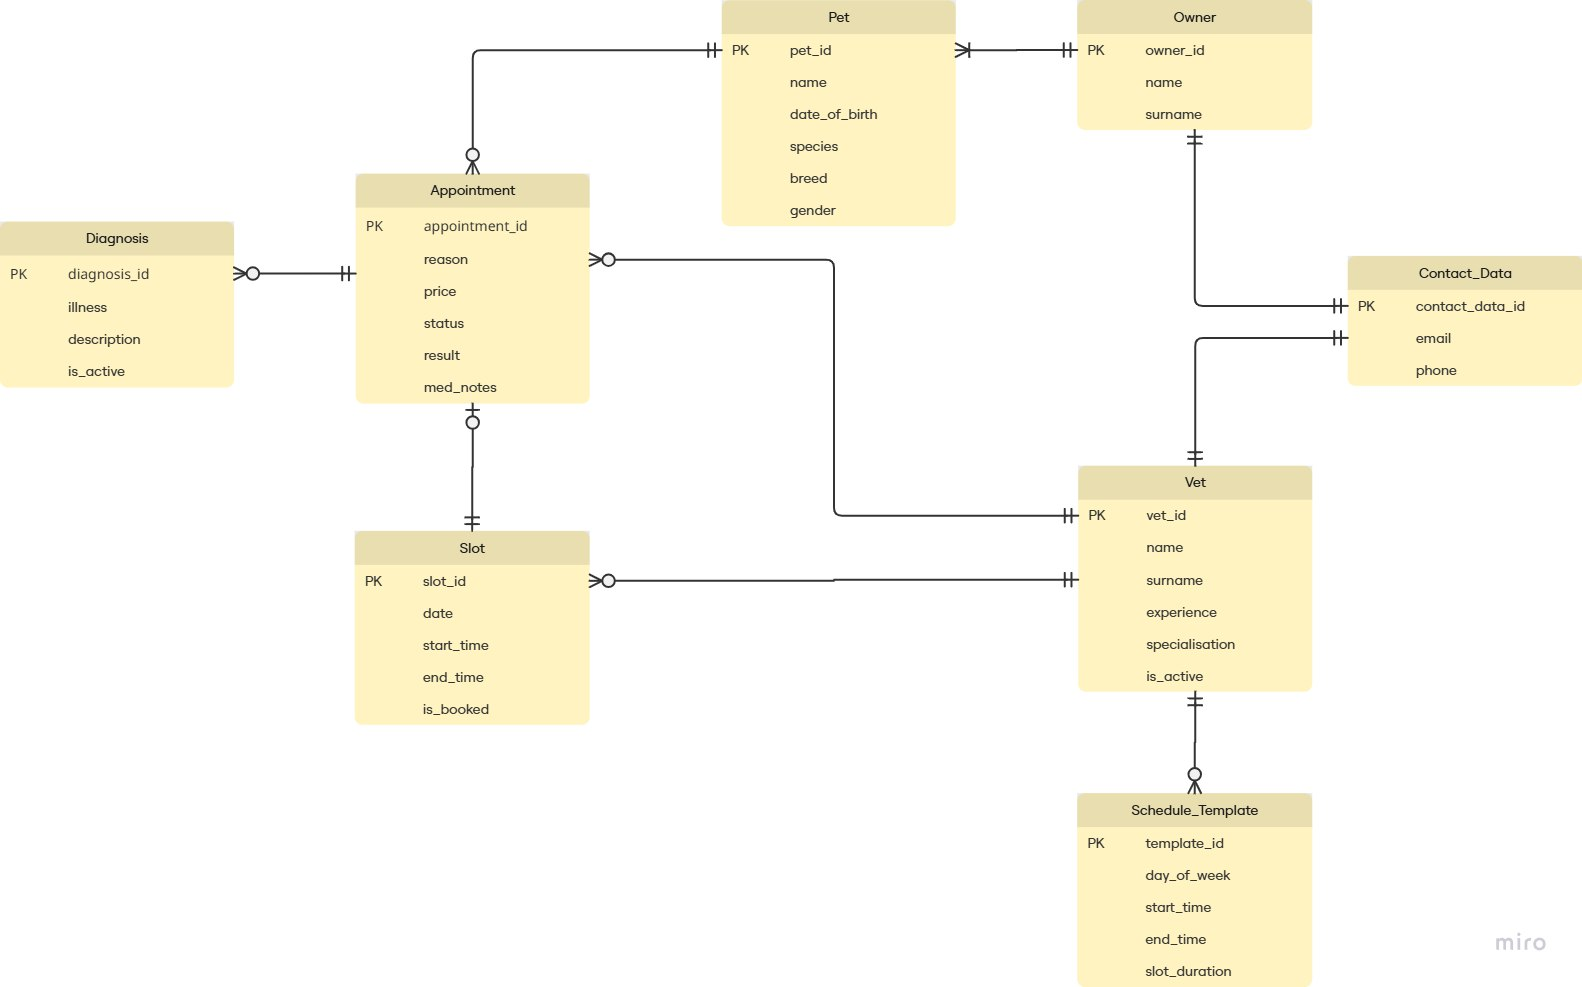 Pet
PK pet_id
name
date_of_birth
species
breed
gender
Owner
PK owner_id
name
surname
Appointment
PK appointment_id
reason
price
status
result
med_notes
Diagnosis
PK diagnosis_id
illness
description
is_active
Contact_Data
PK contact_data_id
email
phone
Vet
PK vet_id
name
surname
experience
specialisation
is_active
Slot
PK slot_id
date
start_time
end_time
is_booked
Schedule_Template
PK template_id
day_of_week
start_time
end_time
slot_duration
miro